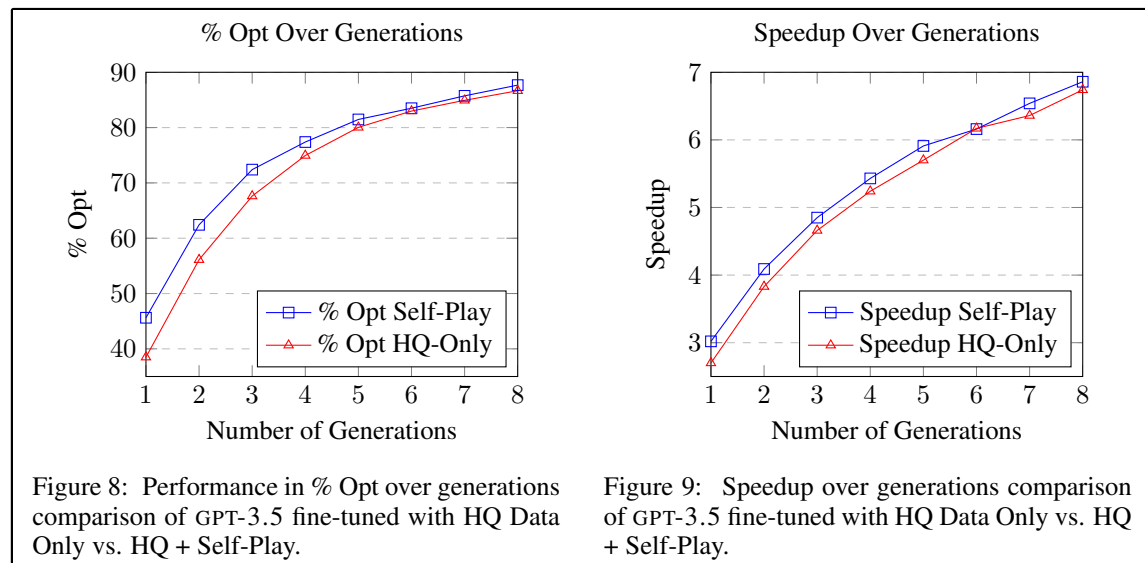 % Opt Over Generations
90
80
70
60
50
40
1 2 3 4 5 6 7 8
% Opt
Number of Generations
% Opt Self-Play
% Opt HQ-Only
Figure 8: Performance in % Opt over generations
comparison of GPT-3.5 fine-tuned with HQ Data
Only vs. HQ + Self-Play.
Speedup Over Generations
7
6
5
4
3
1 2 3 4 5 6 7 8
Speedup
Number of Generations
Speedup Self-Play
Speedup HQ-Only
Figure 9: Speedup over generations comparison
of GPT-3.5 fine-tuned with HQ Data Only vs. HQ
+ Self-Play.